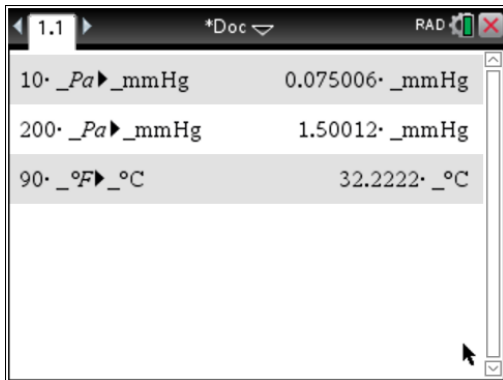 1.1 *Doc RAD
10· _Pa▶_mmHg 0.075006· _mmHg
200· _Pa▶_mmHg 1.50012· _mmHg
90· _°F▶_°C 32.2222· _°C